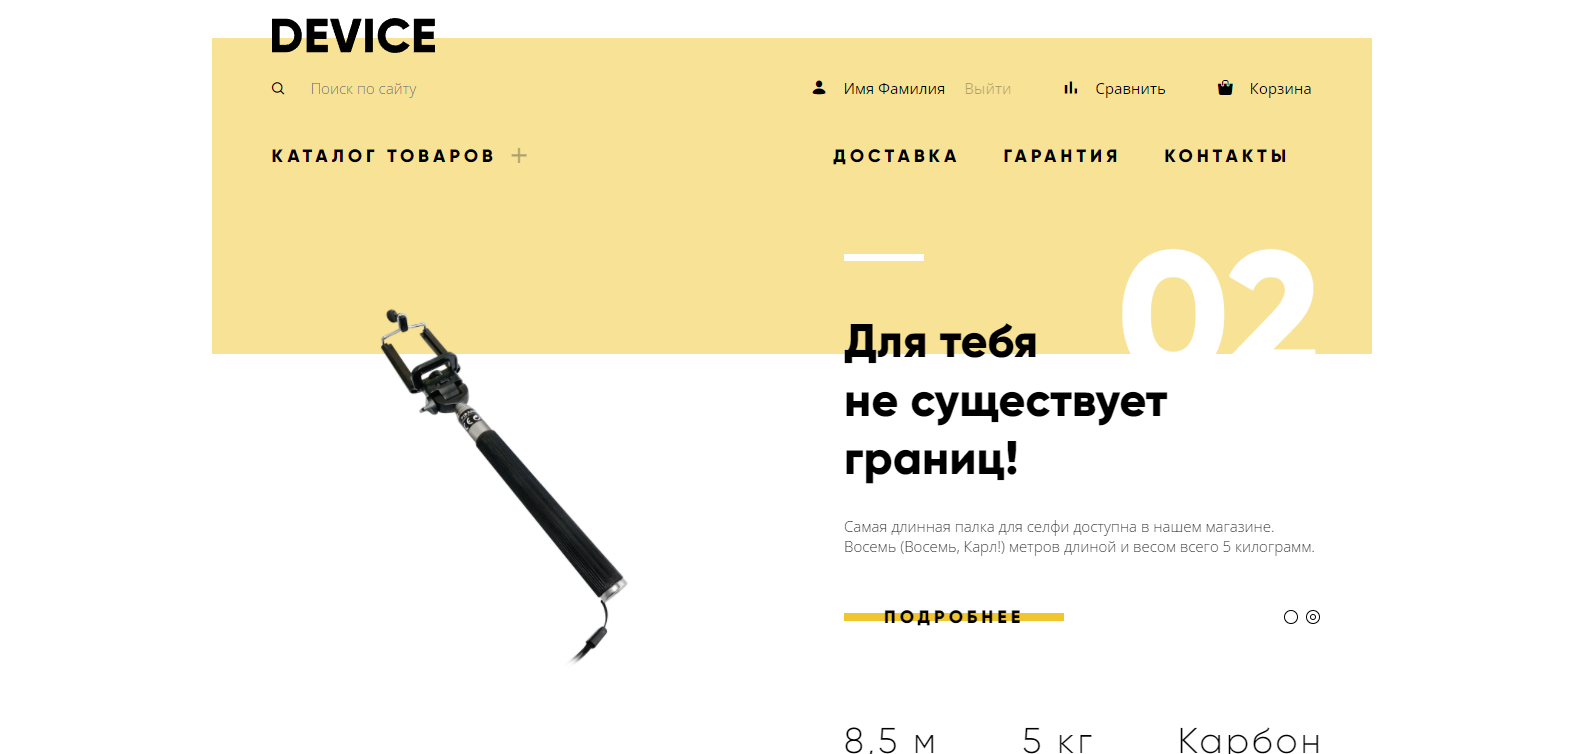 DEVICE
Поиск по сайту
Имя Фамилия Выйти Сравнить Корзина
КАТАЛОГ ТОВАРОВ
ДОСТАВКА ГАРАНТИЯ КОНТАКТЫ
02
Для тебя
не существует
границ!
Самая длинная палка для селфи доступна в нашем магазине.
Восемь (Восемь, Карл!) метров длиной и весом всего 5 килограмм.
ПОДРОБНЕЕ
8,5 м 5 кг Карбон